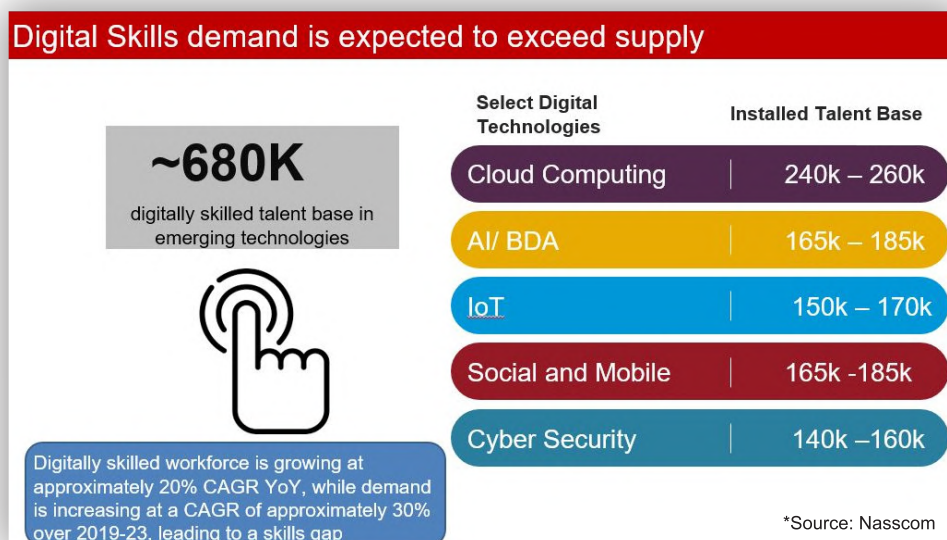 Digital Skills demand is expected to exceed supply
~680K
digitally skilled talent base in
emerging technologies
Digitally skilled workforce is growing at
approximately 20% CAGR YoY, while demand
is increasing at a CAGR of approximately 30%
over 2019-23, leading to a skills gap
Select Digital
Technologies
Installed Talent Base
Cloud Computing | 240k – 260k
AI/ BDA | 165k – 185k
IoT | 150k – 170k
Social and Mobile | 165k -185k
Cyber Security | 140k –160k
*Source: Nasscom